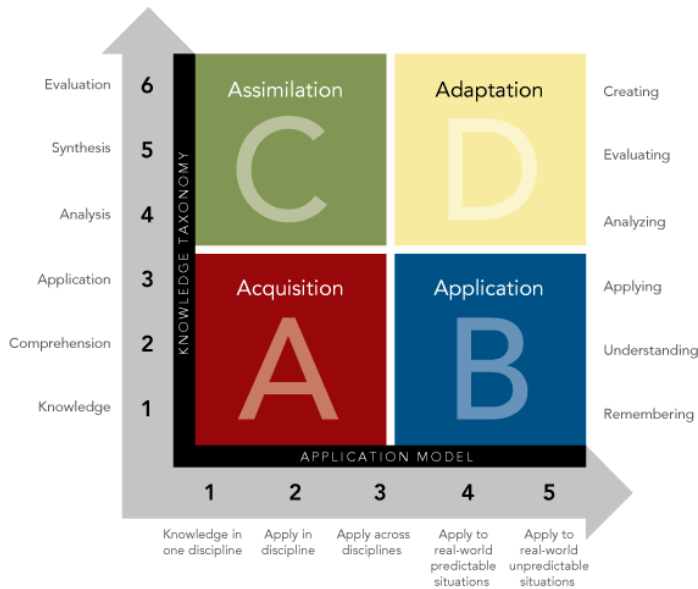 Evaluation
6
Synthesis
5
Analysis
4
Application
3
Comprehension
2
Knowledge
1
KNOWLEDGE TAXONOMY
Assimilation
C
Adaptation
D
Acquisition
A
Application
B
Creating
Evaluating
Analyzing
Applying
Understanding
Remembering
APPLICATION MODEL
1
2
3
4
5
Knowledge in
one discipline
Apply in
discipline
Apply across
disciplines
Apply to
real-world
predictable
situations
Apply to
real-world
unpredictable
situations